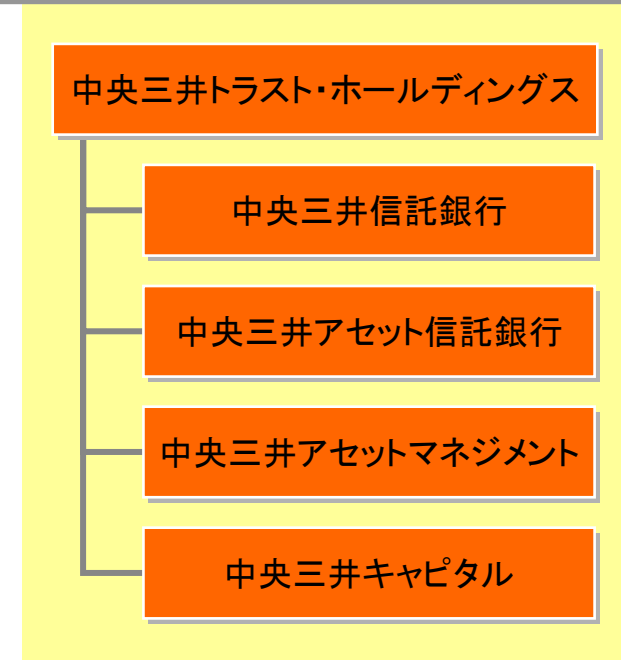 中央三井トラスト・ホールディングス
中央三井信託銀行
中央三井アセット信託銀行
中央三井アセットマネジメント
中央三井キャピタル